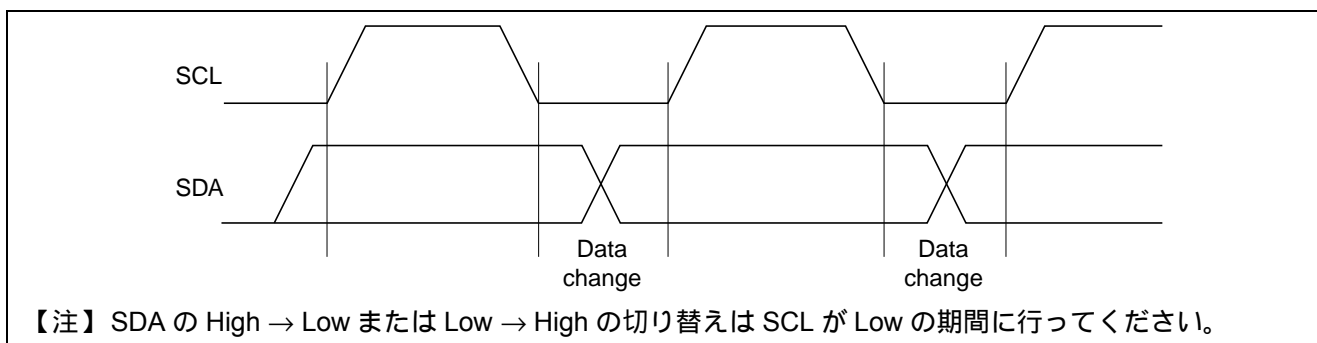 SCL
SDA
Data
change
Data
change
【注】SDA の High → Low または Low → High の切り替えは SCL が Low の期間に行ってください。